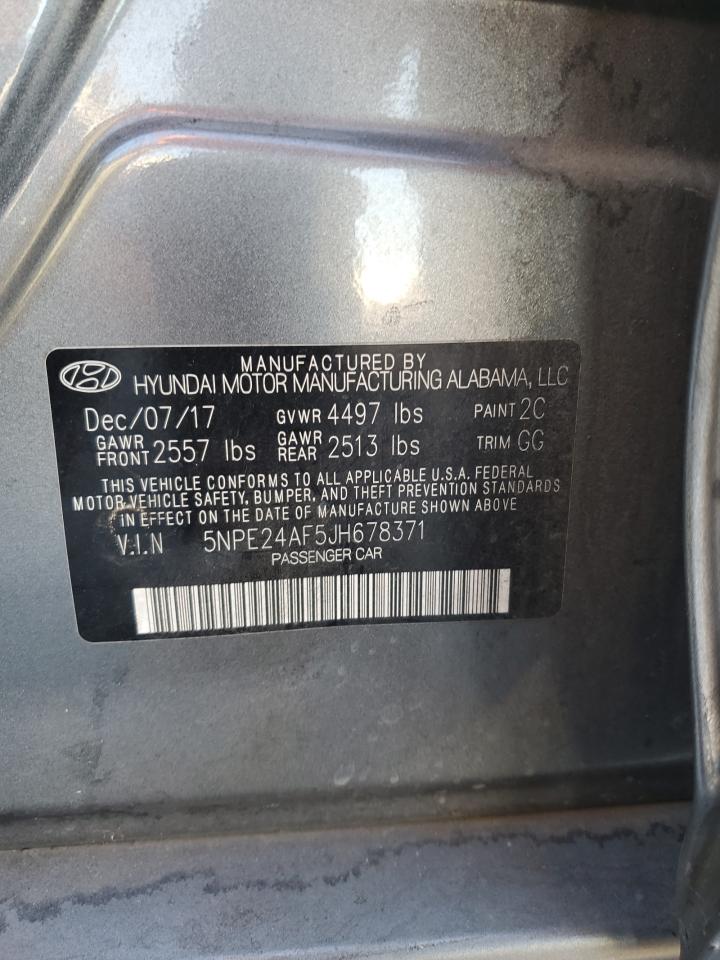 MANUFACTURED BY
HYUNDAI MOTOR MANUFACTURING ALABAMA, LLC
Dec/07/17 GVWR 4497 lbs PAINT 2C
GAWR FRONT 2557 lbs GAWR REAR 2513 lbs TRIM GG
THIS VEHICLE CONFORMS TO ALL APPLICABLE U.S.A. FEDERAL
MOTOR VEHICLE SAFETY, BUMPER, AND THEFT PREVENTION STANDARDS
IN EFFECT ON THE DATE OF MANUFACTURE SHOWN ABOVE
V.I.N 5NPE24AF5JH678371
PASSENGER CAR